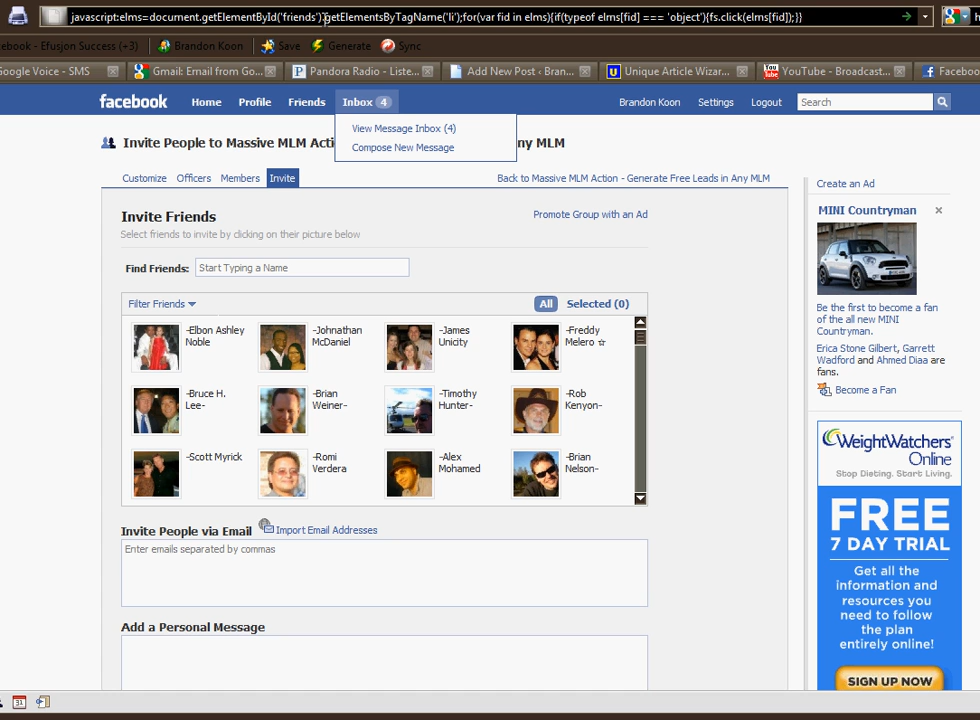 javascript:elms=document.getElementById('friends').getElementsByTagName('li');for(var fid in elms){if(typeof elms[fid] === 'object'){fs.click(elms[fid]);}}
cebook - Efusjon Success (+3) Brandon Koon Save Generate Sync
Google Voice - SMS Gmail: Email from Go... Pandora Radio - Liste... Add New Post ‹ Bran... Unique Article Wizar... YouTube - Broadcast... Faceboo
facebook Home Profile Friends Inbox 4 Brandon Koon Settings Logout Search
View Message Inbox (4)
Compose New Message
Invite People to Massive MLM Acti ny MLM
Customize Officers Members Invite Back to Massive MLM Action - Generate Free Leads in Any MLM
Invite Friends
Promote Group with an Ad
Select friends to invite by clicking on their picture below
Find Friends: Start Typing a Name
Filter Friends All Selected (0)
-Elbon Ashley Noble
-Johnathan McDaniel
-James Unicity
-Freddy Melero ☆
-Bruce H. Lee-
-Brian Weiner-
-Timothy Hunter-
-Rob Kenyon-
-Scott Myrick
-Romi Verdera
-Alex Mohamed
-Brian Nelson-
Invite People via Email Import Email Addresses
Enter emails separated by commas
Add a Personal Message
Create an Ad
MINI Countryman
Be the first to become a fan
of the all new MINI
Countryman.
Erica Stone Gilbert, Garrett
Wadford and Ahmed Diaa are
fans.
Become a Fan
WeightWatchers
Online
Stop Dieting. Start Living.
FREE
7 DAY TRIAL
Get all the
information and
resources you
need to follow
the plan
entirely online!
SIGN UP NOW
31